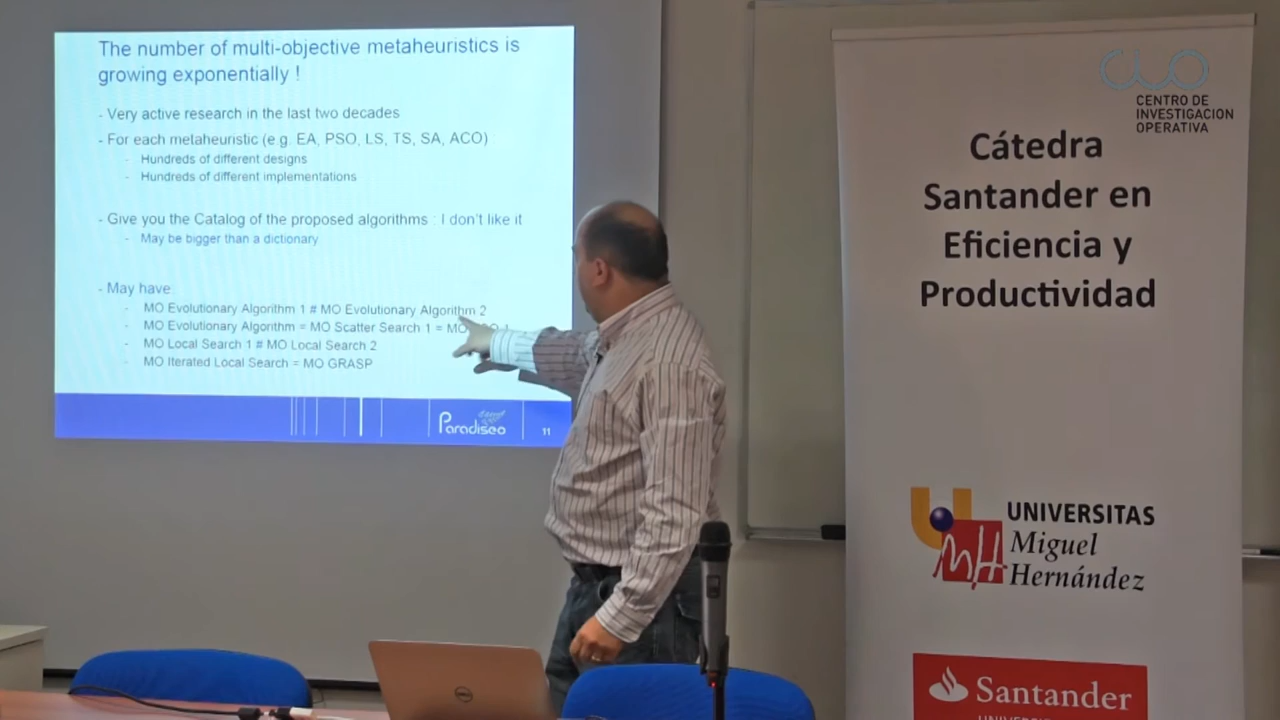 The number of multi-objective metaheuristics is
growing exponentially !
- Very active research in the last two decades
- For each metaheuristic (e.g. EA, PSO, LS, TS, SA, ACO)
- Hundreds of different designs
- Hundreds of different implementations
- Give you the Catalog of the proposed algorithms : I don't like it
- May be bigger than a dictionary
- May have
- MO Evolutionary Algorithm 1 # MO Evolutionary Algorithm 2
- MO Evolutionary Algorithm = MO Scatter Search 1 = MO
- MO Local Search 1 # MO Local Search 2
- MO Iterated Local Search = MO GRASP
Paradiseo
11
CIO
CENTRO DE
INVESTIGACION
OPERATIVA
Cátedra
Santander en
Eficiencia y
Productividad
UNIVERSITAS
Miguel
Hernández
Santander
DELL